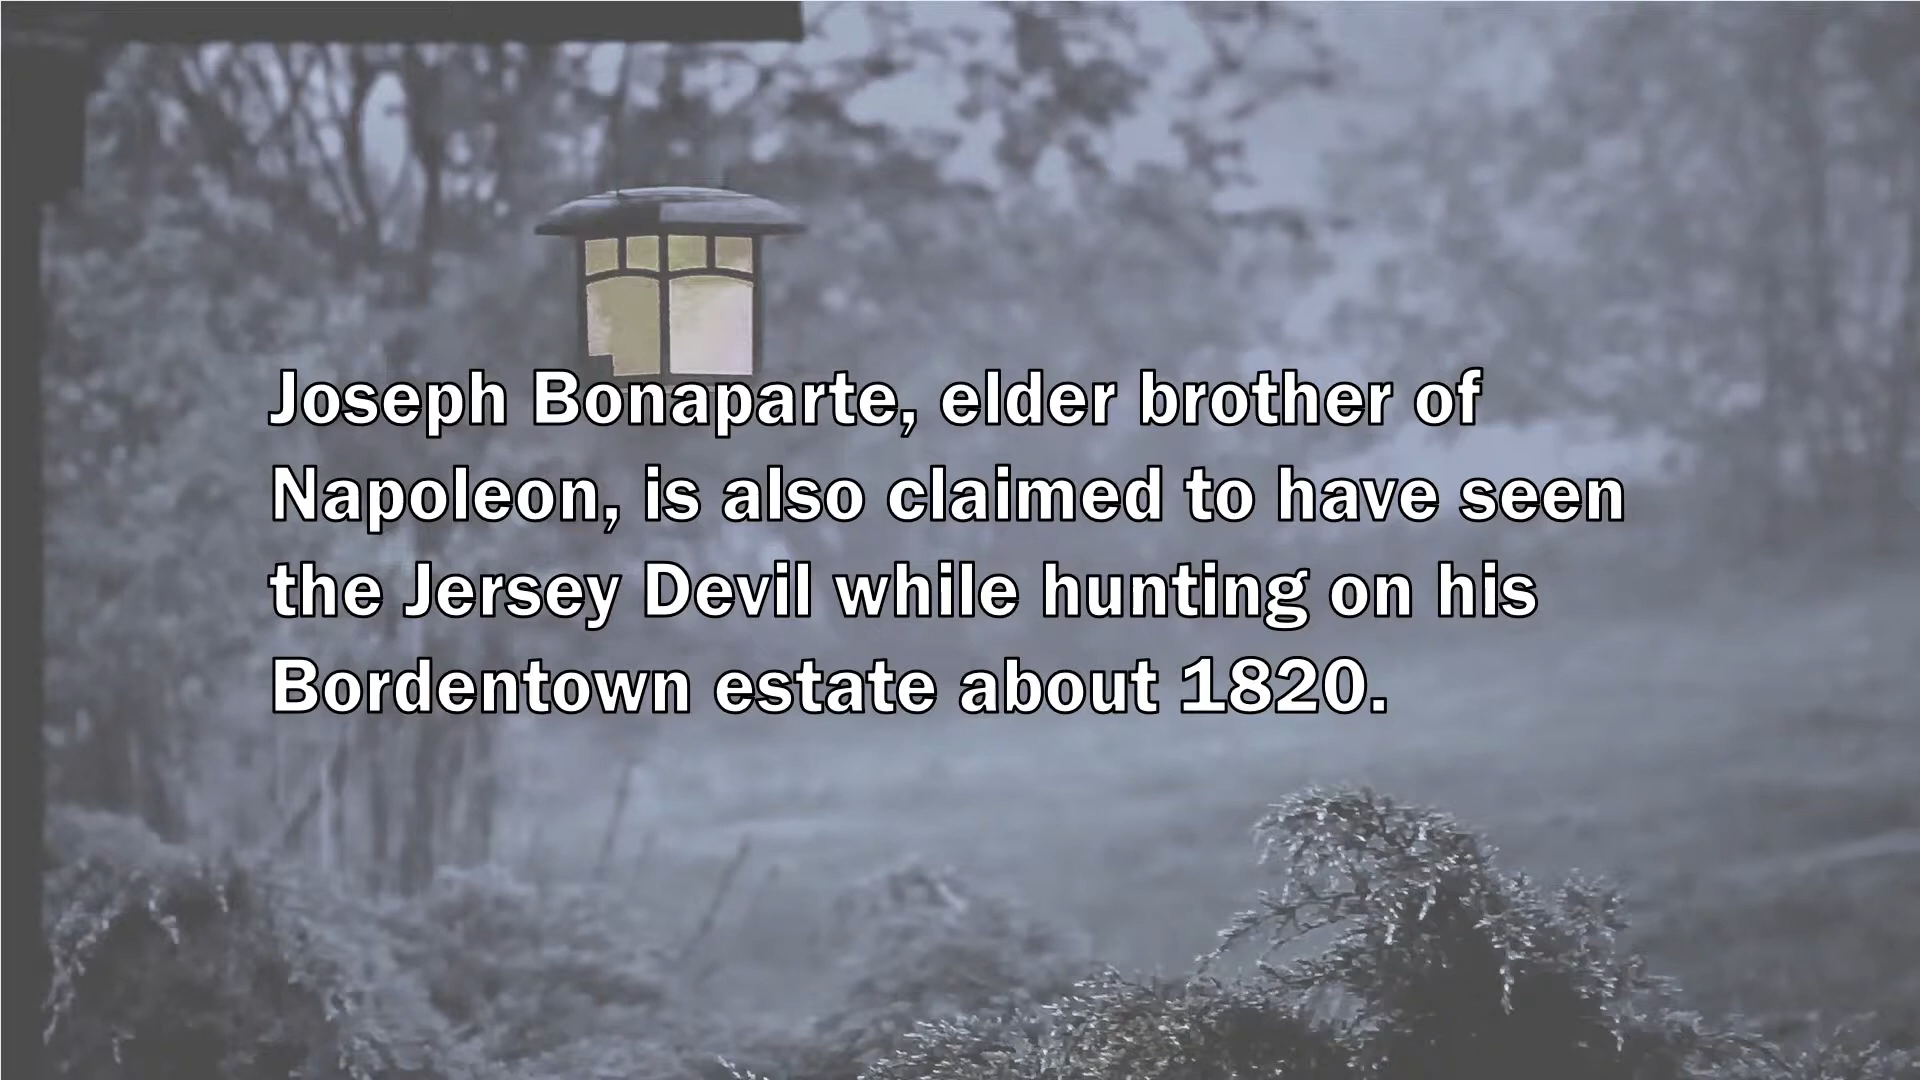 Joseph Bonaparte, elder brother of
Napoleon, is also claimed to have seen
the Jersey Devil while hunting on his
Bordentown estate about 1820.